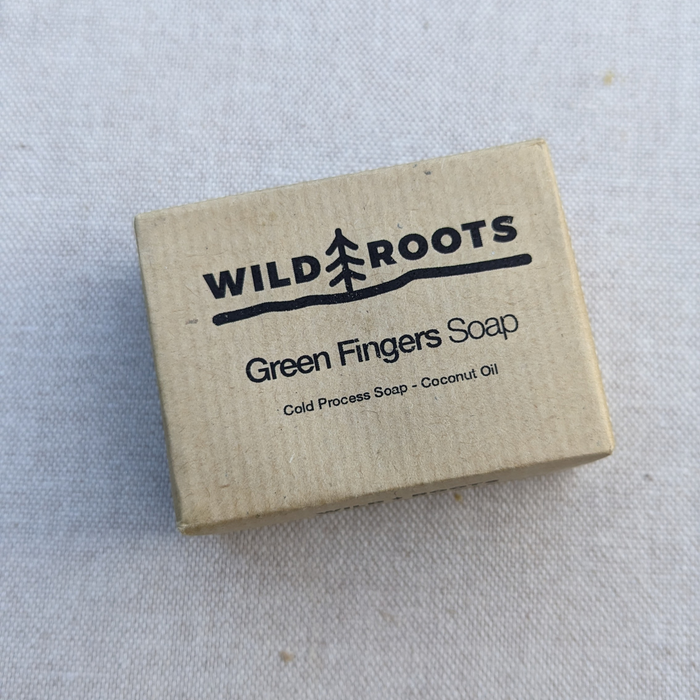 WILD ROOTS
Green Fingers Soap
Cold Process Soap - Coconut Oil